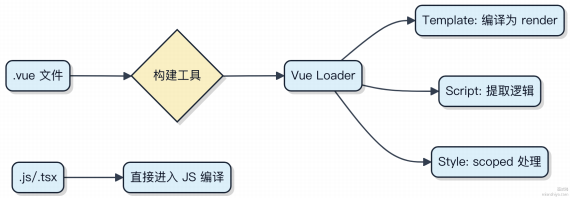 Template: 编译为 render
.vue 文件
构建工具
Vue Loader
Script: 提取逻辑
Style: scoped 处理
.js/.tsx
直接进入 JS 编译